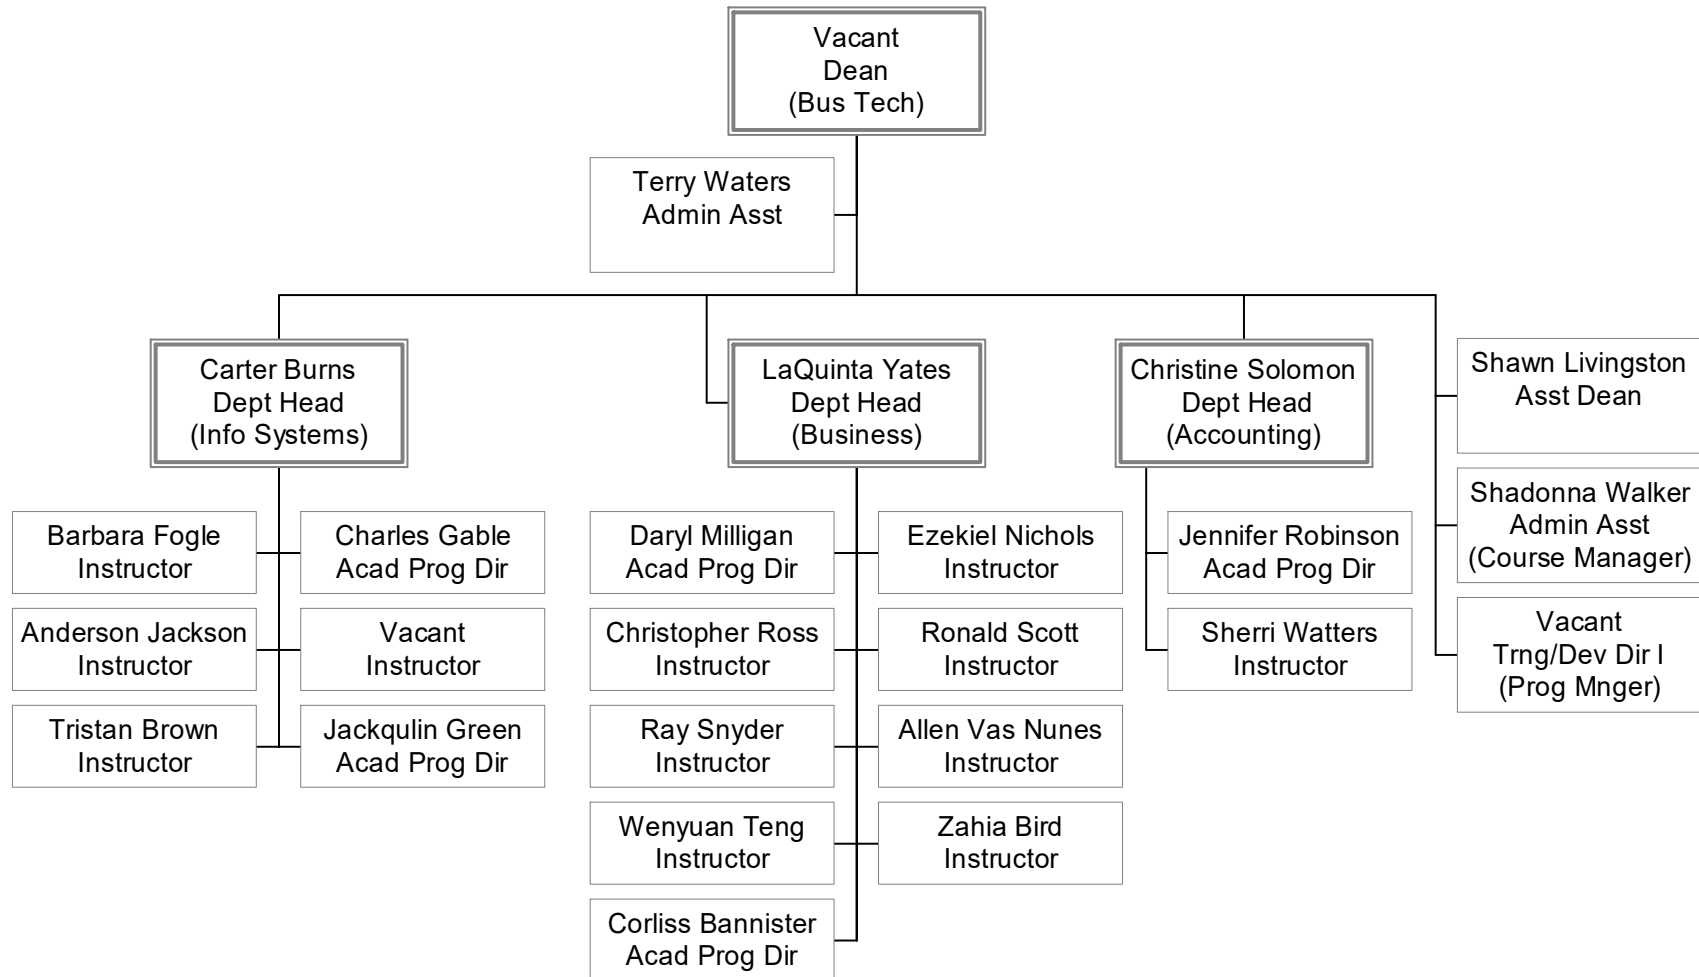 Vacant
Dean
(Bus Tech)
Terry Waters
Admin Asst
Carter Burns
Dept Head
(Info Systems)
LaQuinta Yates
Dept Head
(Business)
Christine Solomon
Dept Head
(Accounting)
Shawn Livingston
Asst Dean
Shadonna Walker
Admin Asst
(Course Manager)
Vacant
Trng/Dev Dir I
(Prog Mnger)
Barbara Fogle
Instructor
Charles Gable
Acad Prog Dir
Anderson Jackson
Instructor
Vacant
Instructor
Tristan Brown
Instructor
Jackqulin Green
Acad Prog Dir
Daryl Milligan
Acad Prog Dir
Ezekiel Nichols
Instructor
Christopher Ross
Instructor
Ronald Scott
Instructor
Ray Snyder
Instructor
Allen Vas Nunes
Instructor
Wenyuan Teng
Instructor
Zahia Bird
Instructor
Corliss Bannister
Acad Prog Dir
Jennifer Robinson
Acad Prog Dir
Sherri Watters
Instructor